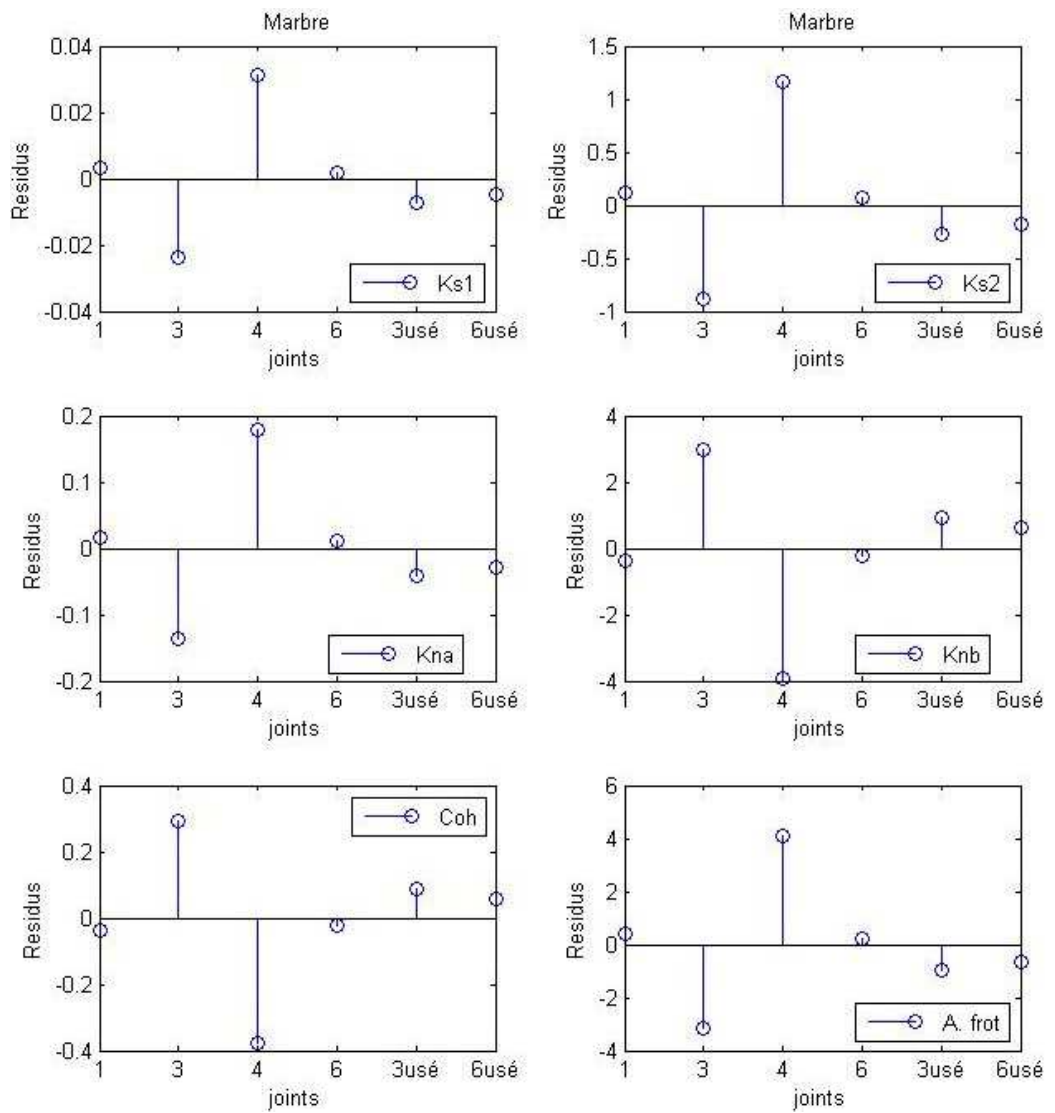 Marbre
0.04
0.02
0
-0.02
-0.04
Residus
Ks1
1 3 4 6 3usé 6usé
joints
Marbre
1.5
1
0.5
0
-0.5
-1
Residus
Ks2
1 3 4 6 3usé 6usé
joints
0.2
0.1
0
-0.1
-0.2
Residus
Kna
1 3 4 6 3usé 6usé
joints
4
2
0
-2
-4
Residus
Knb
1 3 4 6 3usé 6usé
joints
0.4
0.2
0
-0.2
-0.4
Residus
Coh
1 3 4 6 3usé 6usé
joints
6
4
2
0
-2
-4
Residus
A. frot
1 3 4 6 3usé 6usé
joints